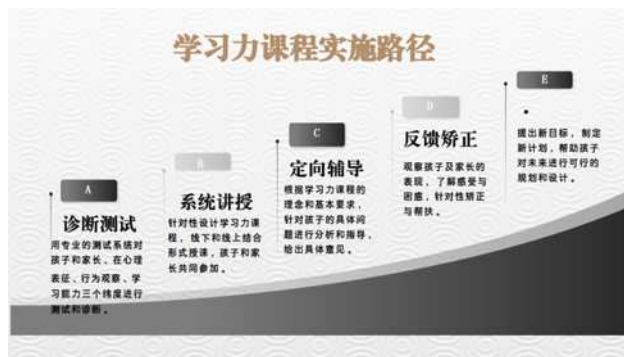 学习力课程实施路径
A
诊断测试
用专业的测试系统对
孩子和家长、在心理
表征、行为观察、学
习能力三个纬度进行
测试和诊断。
B
系统讲授
针对性设计学习力课
程，线下和线上结合
形式授课，孩子和家
长共同参加。
C
定向辅导
根据学习力课程的
理念和基本要求，
针对孩子的具体问
题进行分析和指导，
给出具体意见。
D
反馈矫正
观察孩子及家长的
表现、了解感受与
困惑，针对性矫正
与帮扶。
E
提出新目标，制定
新计划，帮助孩子
对未来进行可行的
规划和设计。